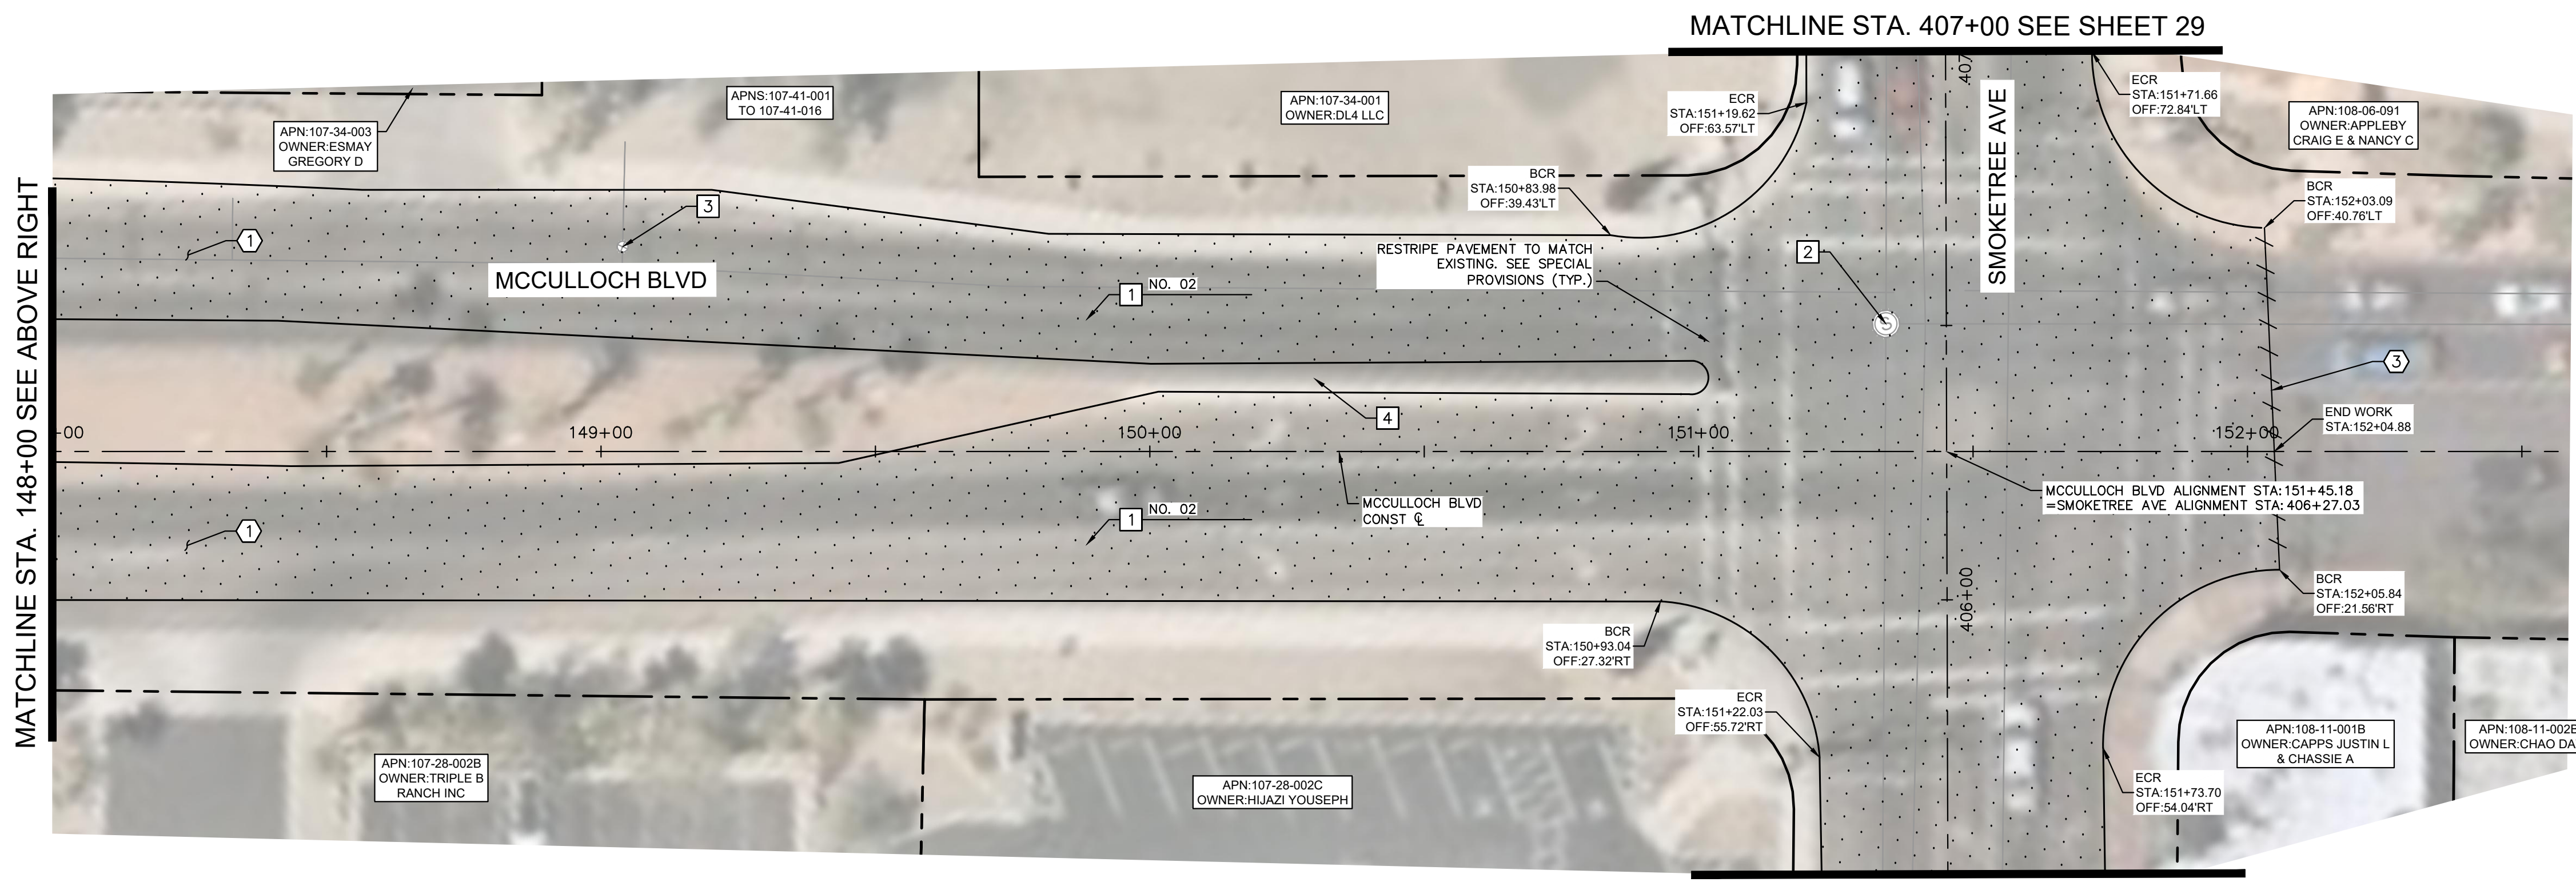 MATCHLINE STA. 407+00 SEE SHEET 29
MATCHLINE STA. 148+00 SEE ABOVE RIGHT
APN:107-34-003
OWNER:ESMAY
GREGORY D
APNS:107-41-001
TO 107-41-016
APN:107-34-001
OWNER:DL4 LLC
ECR
STA:151+19.62
OFF:63.57'LT
407
SMOKETREE AVE
ECR
STA:151+71.66
OFF:72.84'LT
APN:108-06-091
OWNER:APPLEBY
CRAIG E & NANCY C
BCR
STA:150+83.98
OFF:39.43'LT
BCR
STA:152+03.09
OFF:40.76'LT
3
1
MCCULLOCH BLVD
1
NO. 02
RESTRIPE PAVEMENT TO MATCH
EXISTING. SEE SPECIAL
PROVISIONS (TYP.)
2
S
3
4
END WORK
STA:152+04.88
+00
149+00
150+00
151+00
152+00
MCCULLOCH BLVD ALIGNMENT STA:151+45.18
=SMOKETREE AVE ALIGNMENT STA:406+27.03
MCCULLOCH BLVD
CONST ℄
1
1
NO. 02
406+00
BCR
STA:152+05.84
OFF:21.56'RT
BCR
STA:150+93.04
OFF:27.32'RT
ECR
STA:151+22.03
OFF:55.72'RT
APN:107-28-002B
OWNER:TRIPLE B
RANCH INC
APN:107-28-002C
OWNER:HIJAZI YOUSEPH
ECR
STA:151+73.70
OFF:54.04'RT
APN:108-11-001B
OWNER:CAPPS JUSTIN L
& CHASSIE A
APN:108-11-002B
OWNER:CHAO DA